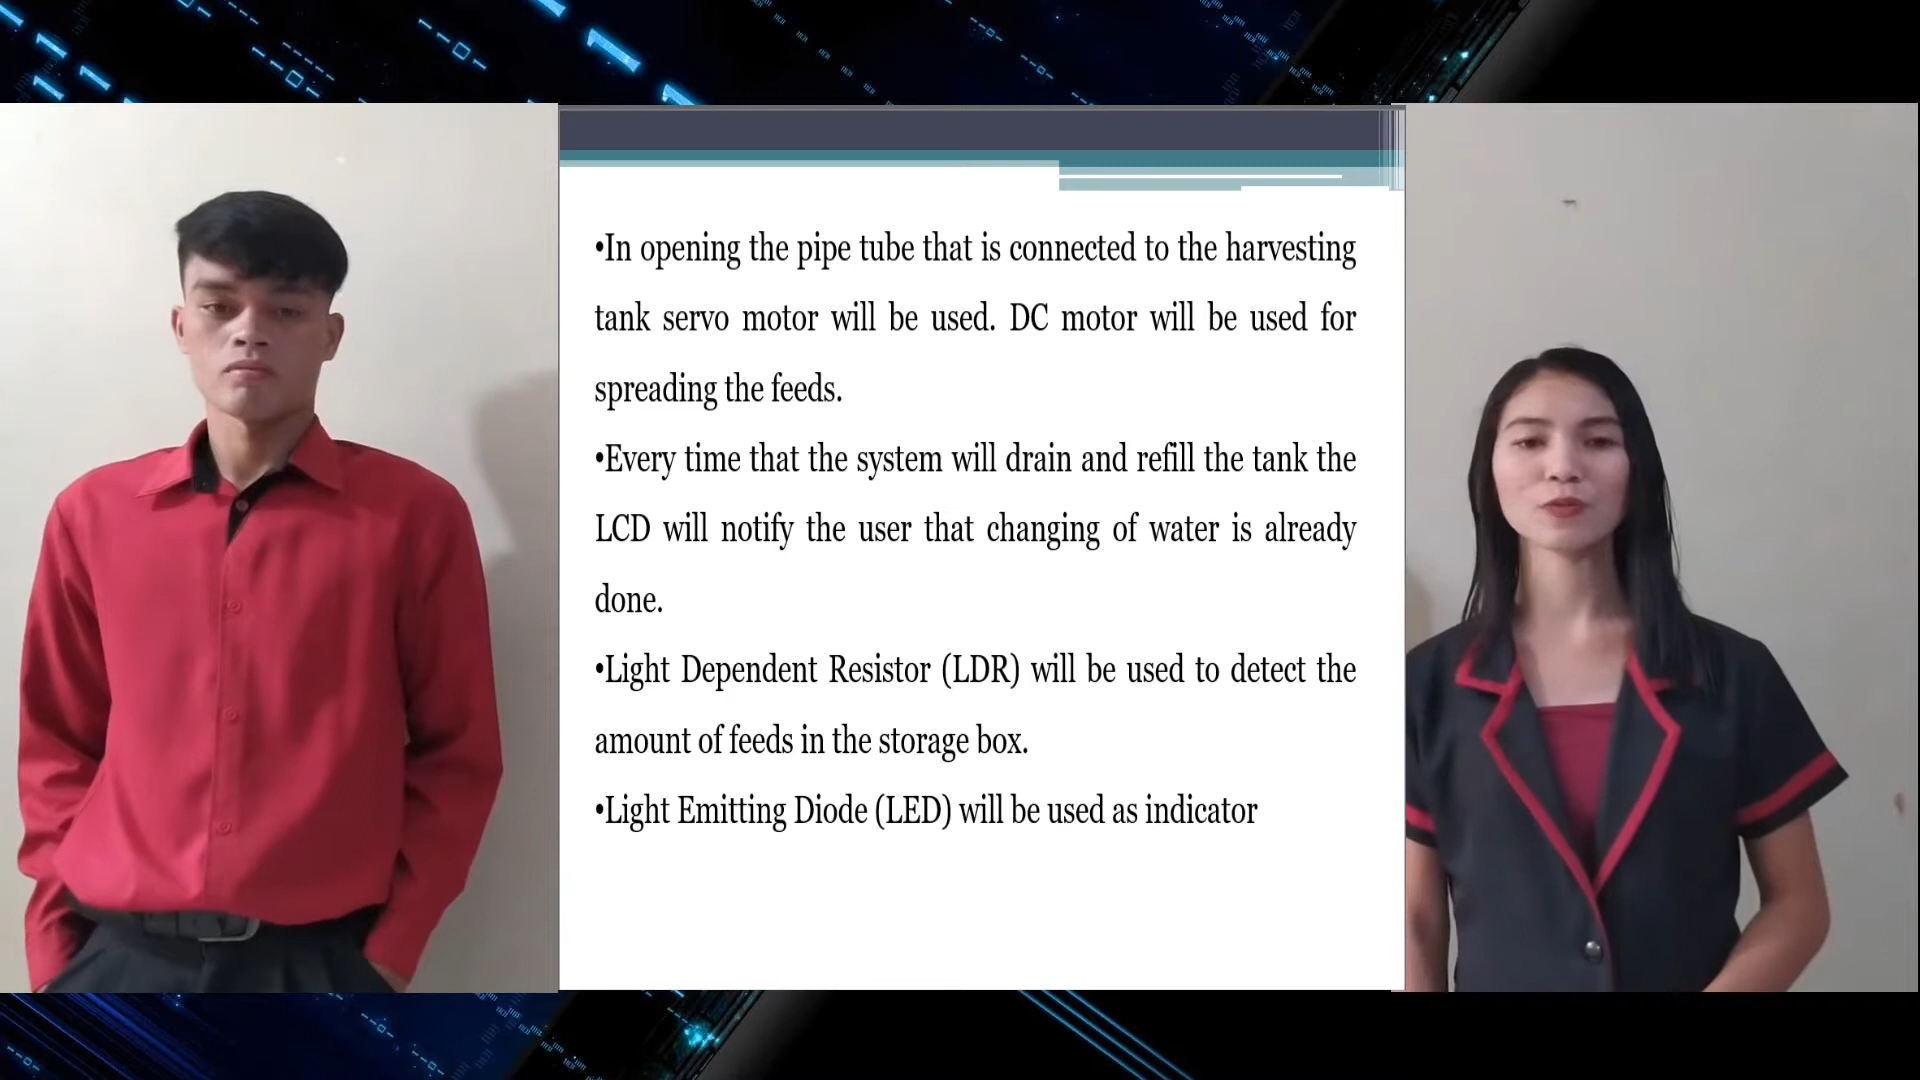 •In opening the pipe tube that is connected to the harvesting
tank servo motor will be used. DC motor will be used for
spreading the feeds.
•Every time that the system will drain and refill the tank the
LCD will notify the user that changing of water is already
done.
•Light Dependent Resistor (LDR) will be used to detect the
amount of feeds in the storage box.
•Light Emitting Diode (LED) will be used as indicator